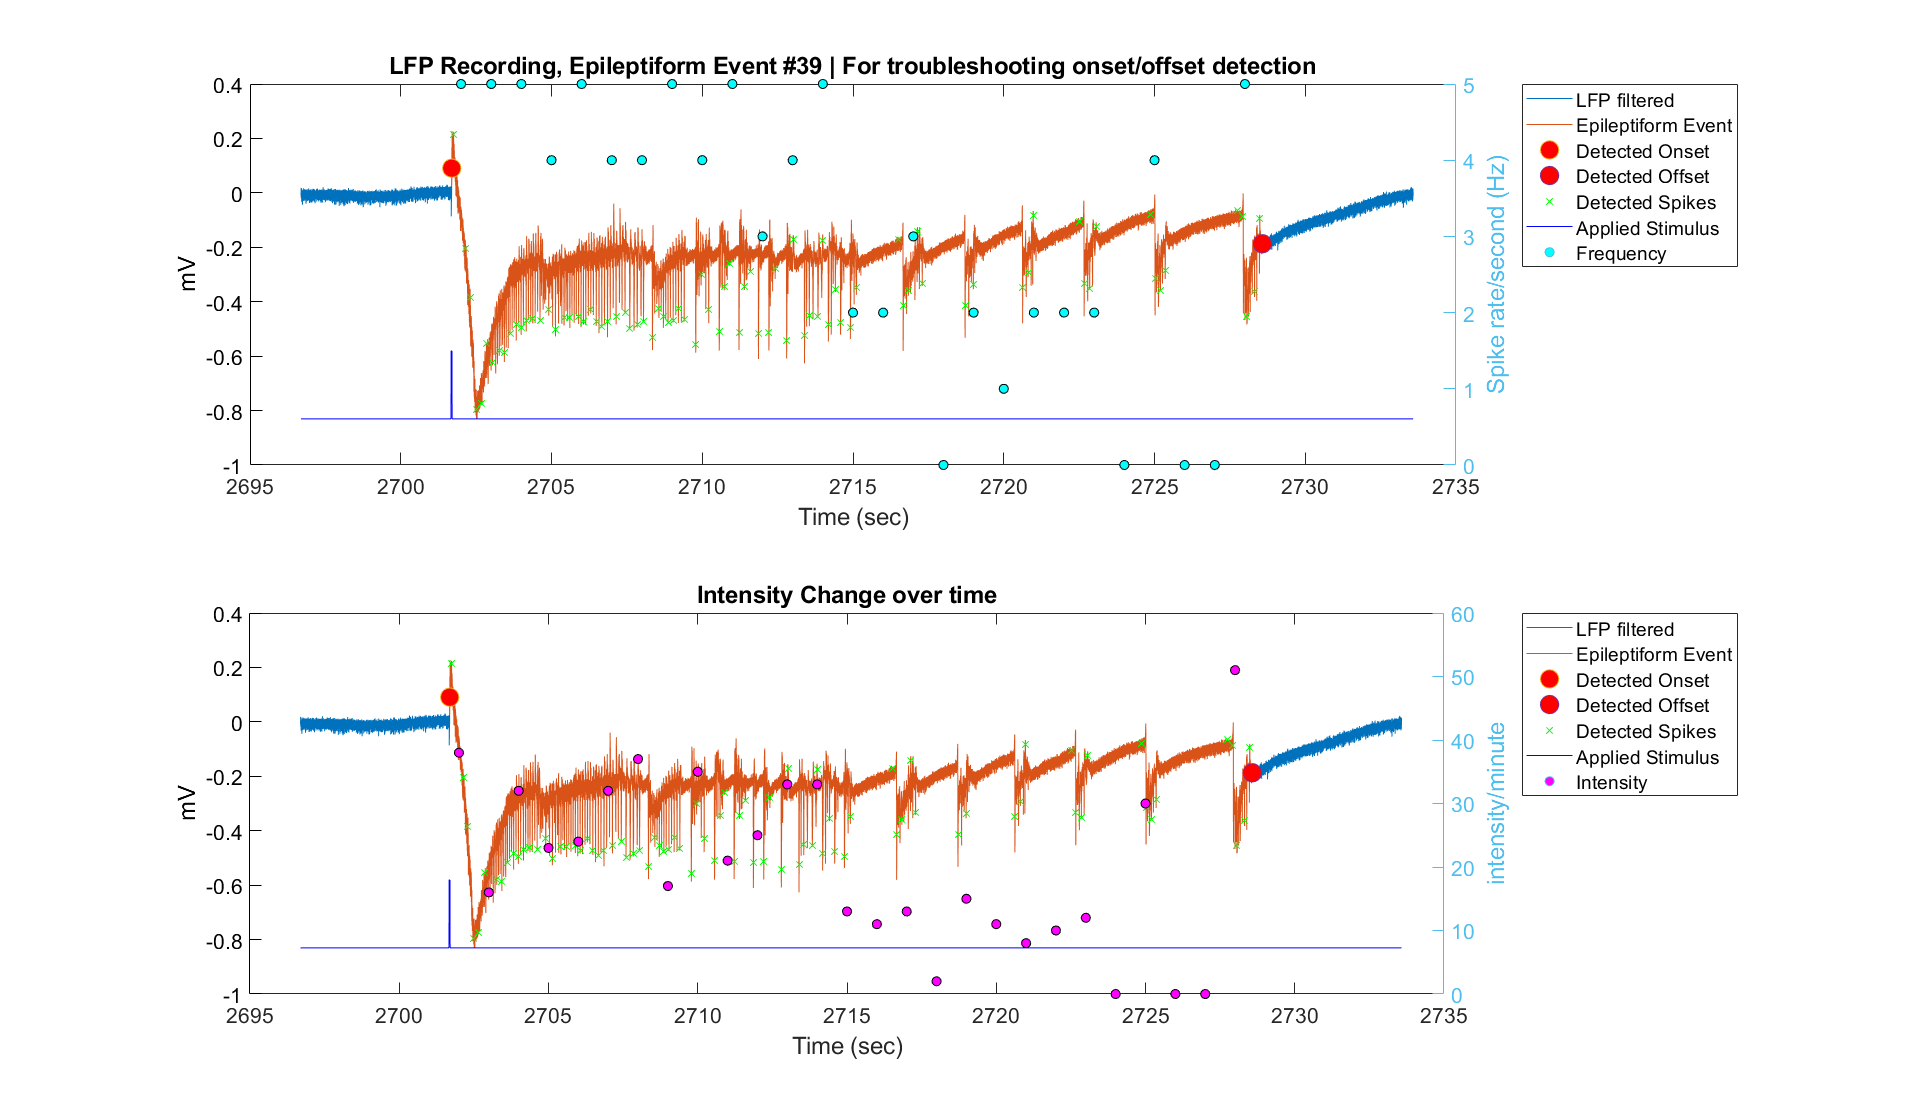 LFP Recording, Epileptiform Event #39 | For troubleshooting onset/offset detection
0.4
0.2
0
-0.2
-0.4
-0.6
-0.8
-1
mV
2695 2700 2705 2710 2715 2720 2725 2730 2735
Time (sec)
5
4
3
2
1
0
Spike rate/second (Hz)
LFP filtered
Epileptiform Event
Detected Onset
Detected Offset
Detected Spikes
Applied Stimulus
Frequency
Intensity Change over time
0.4
0.2
0
-0.2
-0.4
-0.6
-0.8
-1
mV
2695 2700 2705 2710 2715 2720 2725 2730 2735
Time (sec)
60
50
40
30
20
10
0
intensity/minute
LFP filtered
Epileptiform Event
Detected Onset
Detected Offset
Detected Spikes
Applied Stimulus
Intensity